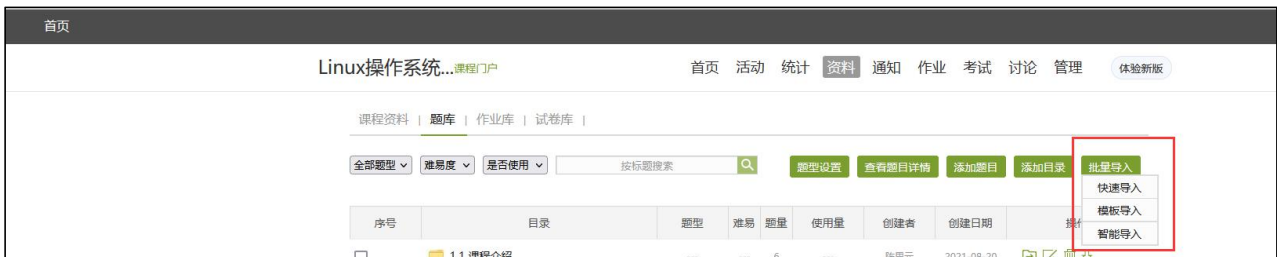 首页
Linux操作系统...课程门户 首页 活动 统计 资料 通知 作业 考试 讨论 管理 体验新版
课程资料 | 题库 | 作业库 | 试卷库 |
全部题型 难易度 是否使用 按标题搜索 题型设置 查看题目详情 添加题目 添加目录 批量导入
快速导入
模板导入
智能导入
序号 目录 题型 难易 题量 使用量 创建者 创建日期
1.1 课程介绍 6 2021-08-20